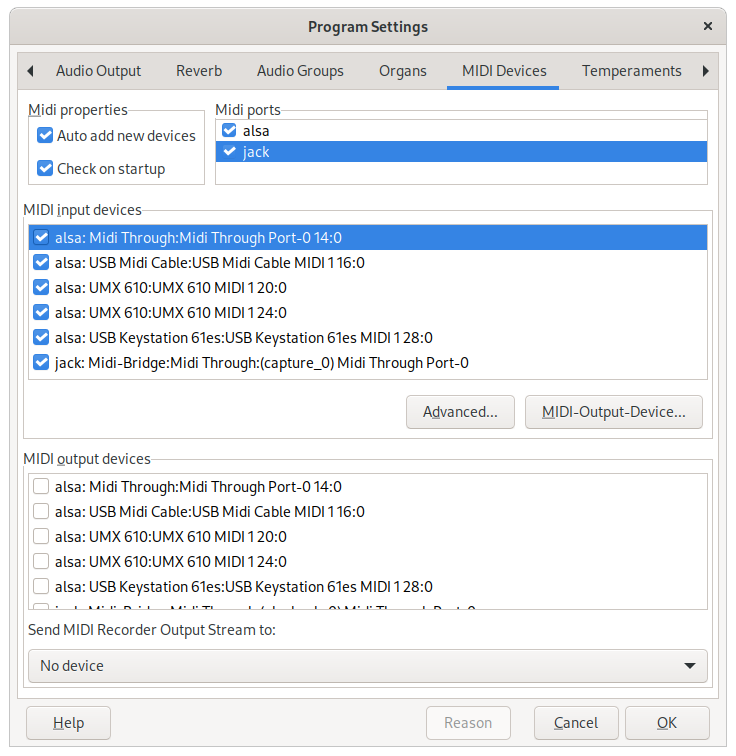 Program Settings
Audio Output Reverb Audio Groups Organs MIDI Devices Temperaments
Midi properties
Auto add new devices
Check on startup
Midi ports
alsa
jack
MIDI input devices
alsa: Midi Through:Midi Through Port-0 14:0
alsa: USB Midi Cable:USB Midi Cable MIDI 1 16:0
alsa: UMX 610:UMX 610 MIDI 1 20:0
alsa: UMX 610:UMX 610 MIDI 1 24:0
alsa: USB Keystation 61es:USB Keystation 61es MIDI 1 28:0
jack: Midi-Bridge:Midi Through:(capture_0) Midi Through Port-0
Advanced... MIDI-Output-Device...
MIDI output devices
alsa: Midi Through:Midi Through Port-0 14:0
alsa: USB Midi Cable:USB Midi Cable MIDI 1 16:0
alsa: UMX 610:UMX 610 MIDI 1 20:0
alsa: UMX 610:UMX 610 MIDI 1 24:0
alsa: USB Keystation 61es:USB Keystation 61es MIDI 1 28:0
Send MIDI Recorder Output Stream to:
No device
Help Reason Cancel OK